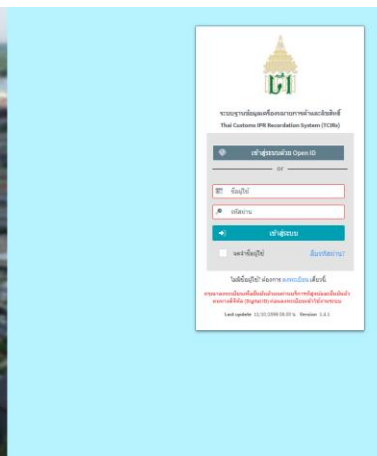 ระบบฐานข้อมูลเครื่องหมายการค้าและลิขสิทธิ์
Thai Customs IPR Recordation System (TCIRs)
เข้าสู่ระบบด้วย Open ID
or
ชื่อผู้ใช้
รหัสผ่าน
เข้าสู่ระบบ
จดจำชื่อผู้ใช้ ลืมรหัสผ่าน?
ไม่มีชื่อผู้ใช้? ต้องการ ลงทะเบียน เดี๋ยวนี้
Last update Version